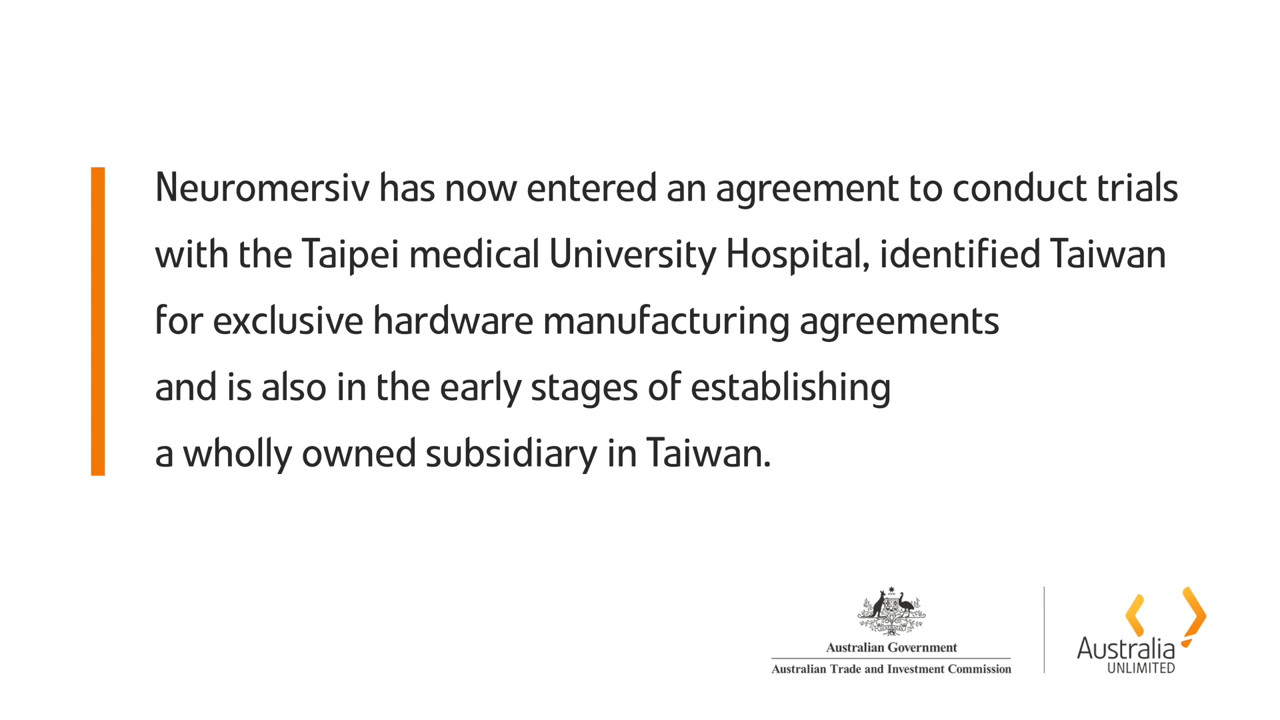 Neuromersiv has now entered an agreement to conduct trials
with the Taipei medical University Hospital, identified Taiwan
for exclusive hardware manufacturing agreements
and is also in the early stages of establishing
a wholly owned subsidiary in Taiwan.
Australian Government
Australian Trade and Investment Commission
Australia
UNLIMITED